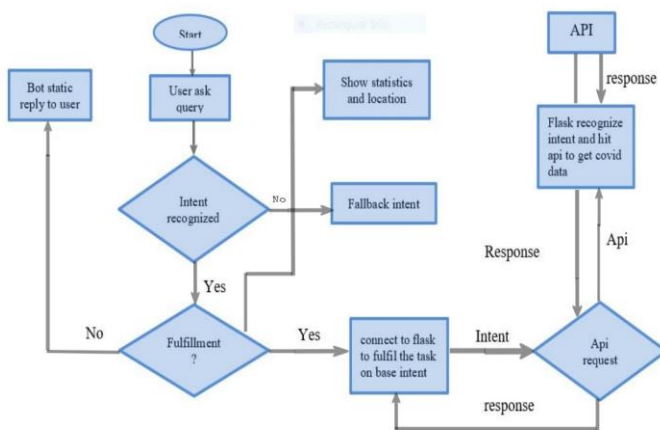 Start
API
response
Bot static
reply to user
User ask
query
Show statistics
and location
Flask recognize
intent and hit
api to get covid
data
Intent
recognized
No
Fallback intent
Response
Api
Yes
No
Fulfillment
?
Yes
connect to flask
to fulfil the task
on base intent
Intent
Api
request
response